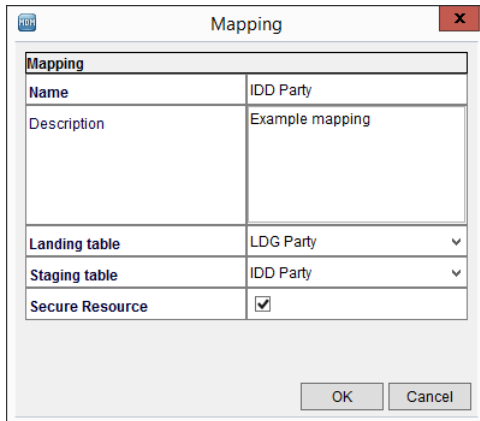 MDM
Mapping
x
Mapping
Name
IDD Party
Description
Example mapping
Landing table
LDG Party
Staging table
IDD Party
Secure Resource
OK
Cancel